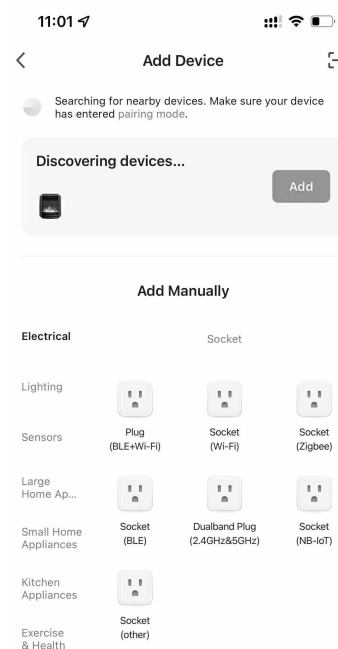 11:01
Add Device
Searching for nearby devices. Make sure your device
has entered pairing mode.
Discovering devices...
Add
Add Manually
Electrical
Socket
Lighting
Plug
(BLE+Wi-Fi)
Socket
(Wi-Fi)
Socket
(Zigbee)
Sensors
Large
Home Ap...
Socket
(BLE)
Dualband Plug
(2.4GHz&5GHz)
Socket
(NB-IoT)
Small Home
Appliances
Kitchen
Appliances
Socket
(other)
Exercise
& Health